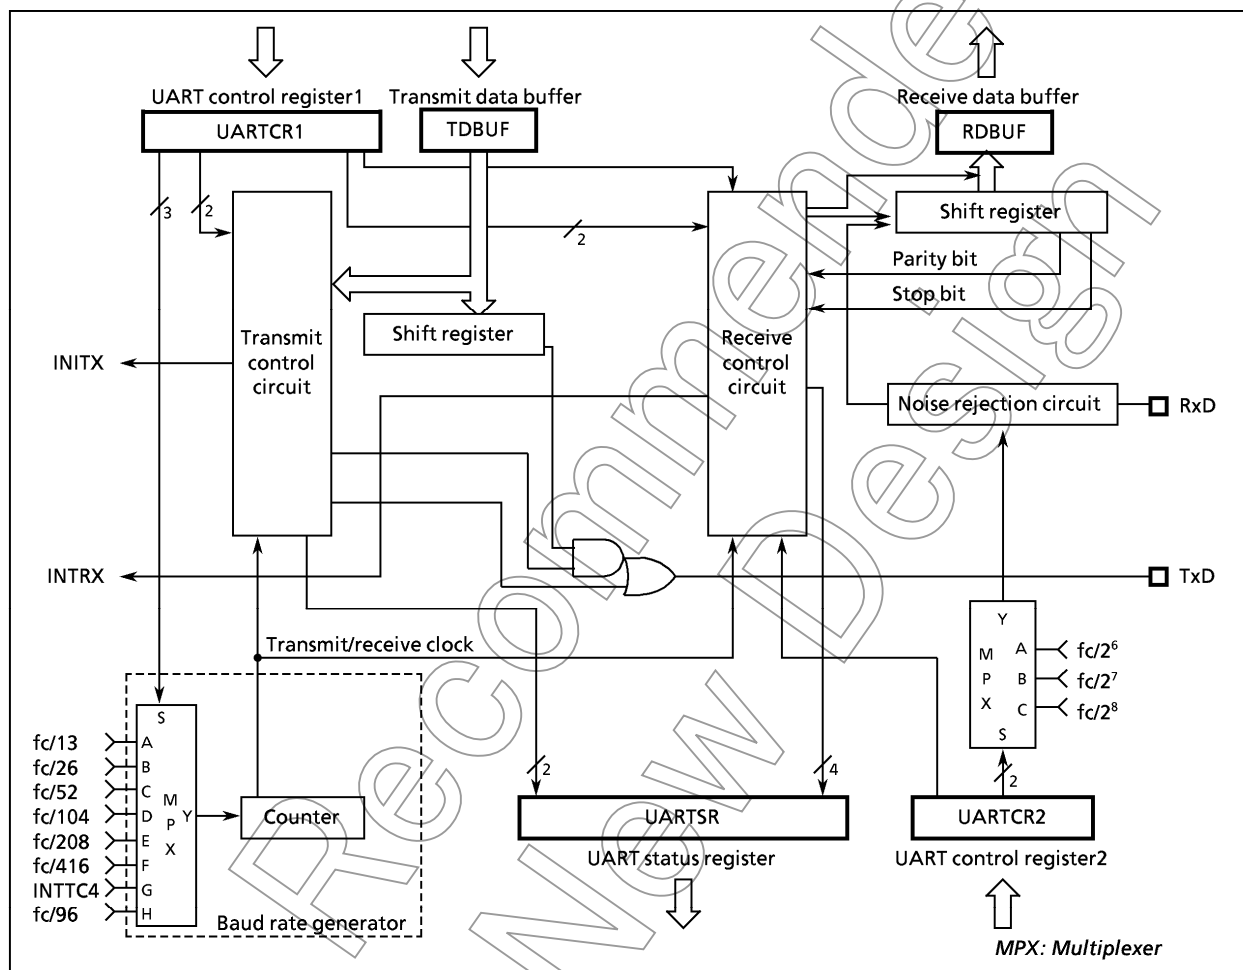 UART control register1
Transmit data buffer
Receive data buffer
UARTCR1
TDBUF
RDBUF
3
2
2
Shift register
Parity bit
Stop bit
Shift register
Transmit
control
circuit
Receive
control
circuit
INITX
Noise rejection circuit
RxD
INTRX
TxD
Transmit/receive clock
Y
M
P
X
A
B
C
S
fc/2⁶
fc/2⁷
fc/2⁸
2
4
2
S
fc/13
fc/26
fc/52
fc/104
fc/208
fc/416
INTTC4
fc/96
A
B
C
D
E
F
G
H
M
P
X
Y
Counter
Baud rate generator
UARTSR
UART status register
UARTCR2
UART control register2
MPX: Multiplexer
Recommended
New Design